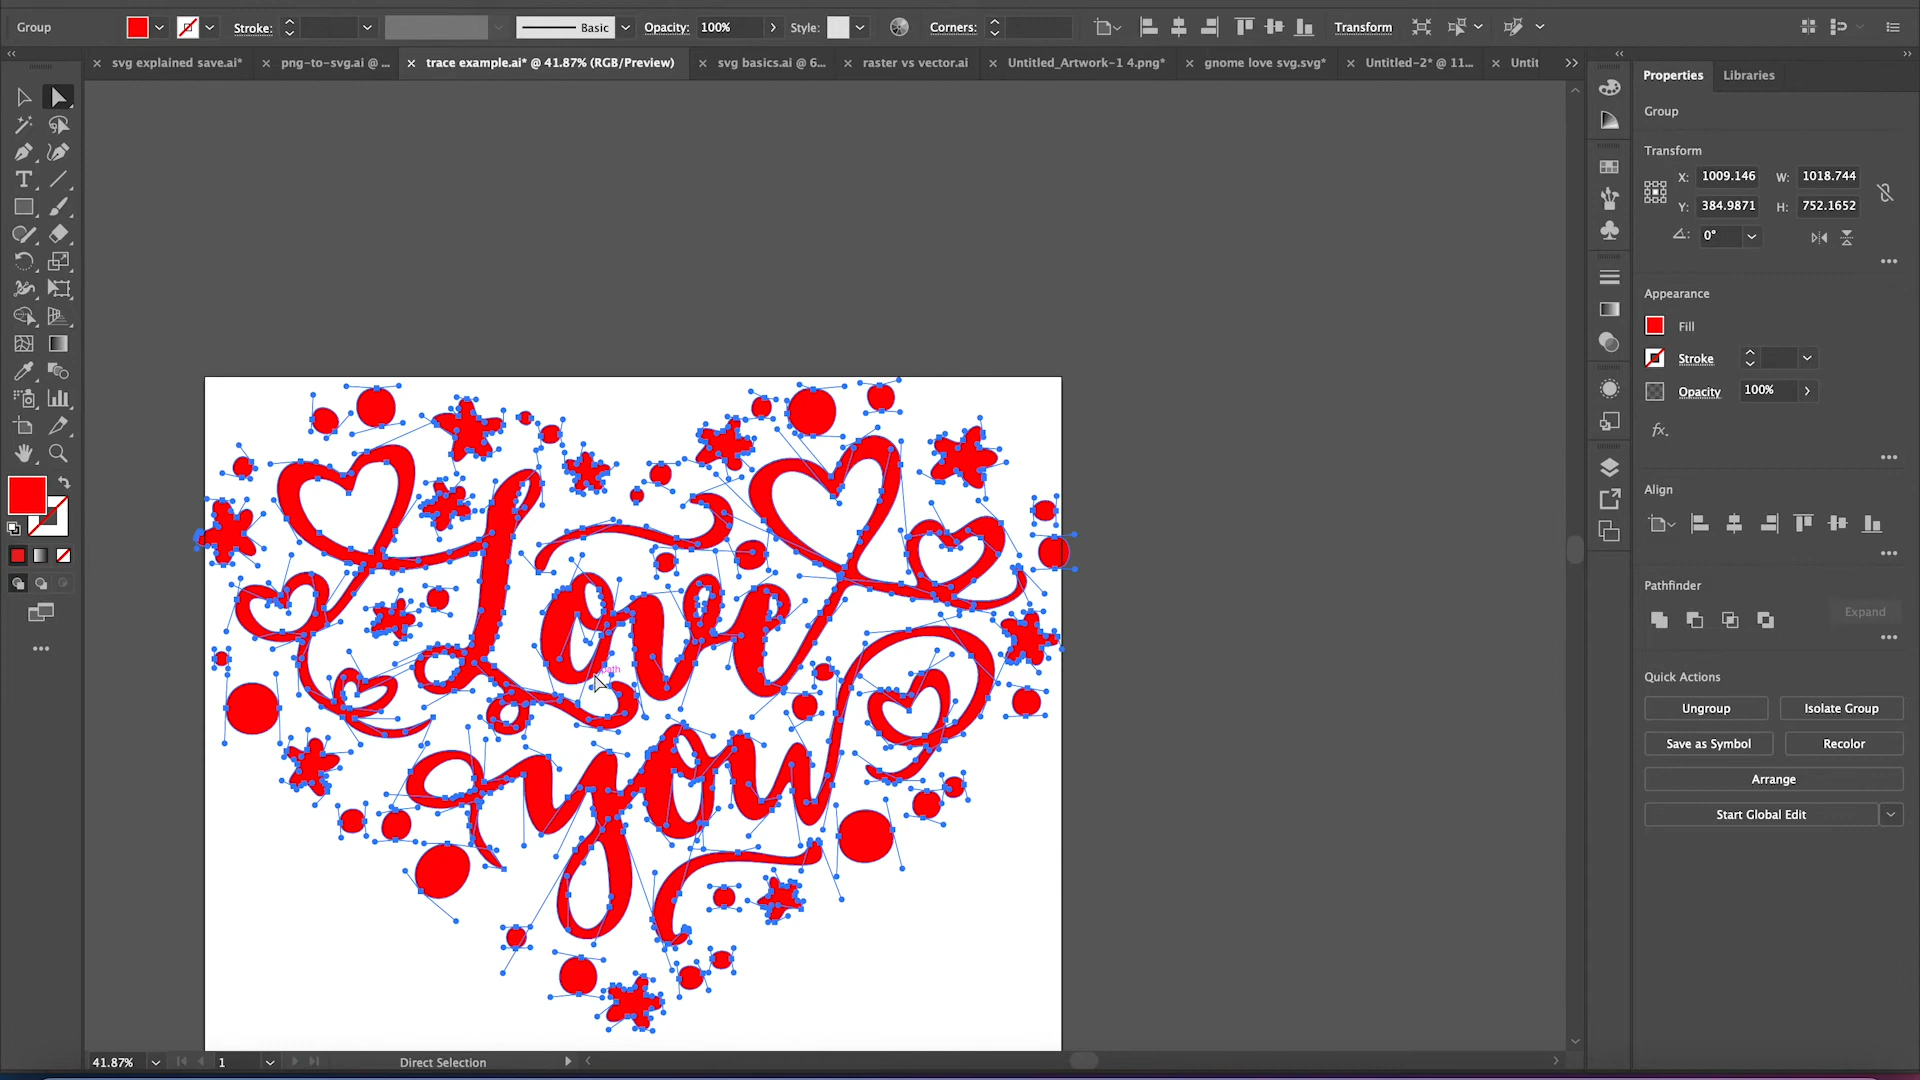 Group
Stroke:
Basic
Opacity: 100%
Style:
Corners:
Transform
svg explained save.ai*
png-to-svg.ai @ ...
trace example.ai* @ 41.87% (RGB/Preview)
svg basics.ai @ 6...
raster vs vector.ai
Untitled_Artwork-1 4.png*
gnome love svg.svg*
Untitled-2* @ 11...
Untit
Properties
Libraries
Group
Transform
X: 1009.146
W: 1018.744
Y: 384.9871
H: 752.1652
0°
Appearance
Fill
Stroke
Opacity
100%
fx.
Align
Pathfinder
Expand
Quick Actions
Ungroup
Isolate Group
Save as Symbol
Recolor
Arrange
Start Global Edit
Love
path
you
41.87%
1
Direct Selection